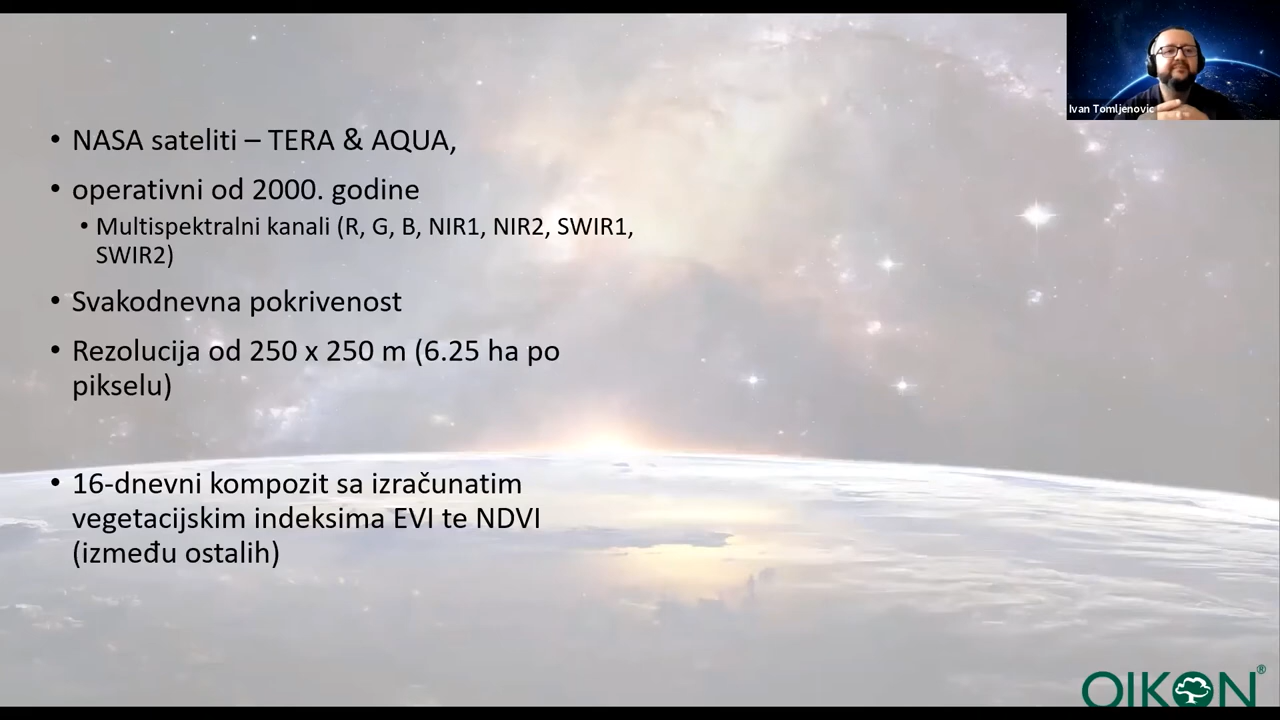 • NASA sateliti – TERA & AQUA,
• operativni od 2000. godine
• Multispektralni kanali (R, G, B, NIR1, NIR2, SWIR1,
SWIR2)
• Svakodnevna pokrivenost
• Rezolucija od 250 x 250 m (6.25 ha po
pikselu)
• 16-dnevni kompozit sa izračunatim
vegetacijskim indeksima EVI te NDVI
(između ostalih)
Ivan Tomljenovic
OIKON®